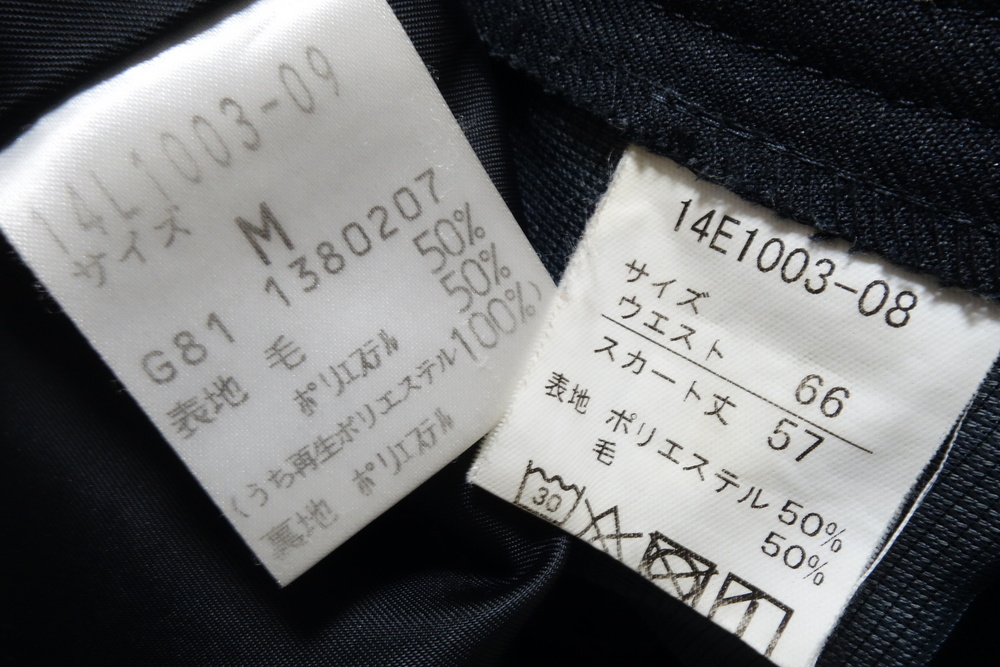 14L1003-09
サイズ
M
1380207
G81
表地 毛 50%
ポリエステル 50%
(うち再生ポリエステル100%)
裏地 ポリエステル
14E1003-08
サイズ
ウエスト 66
スカート丈 57
表地 ポリエステル 50%
毛 50%
30